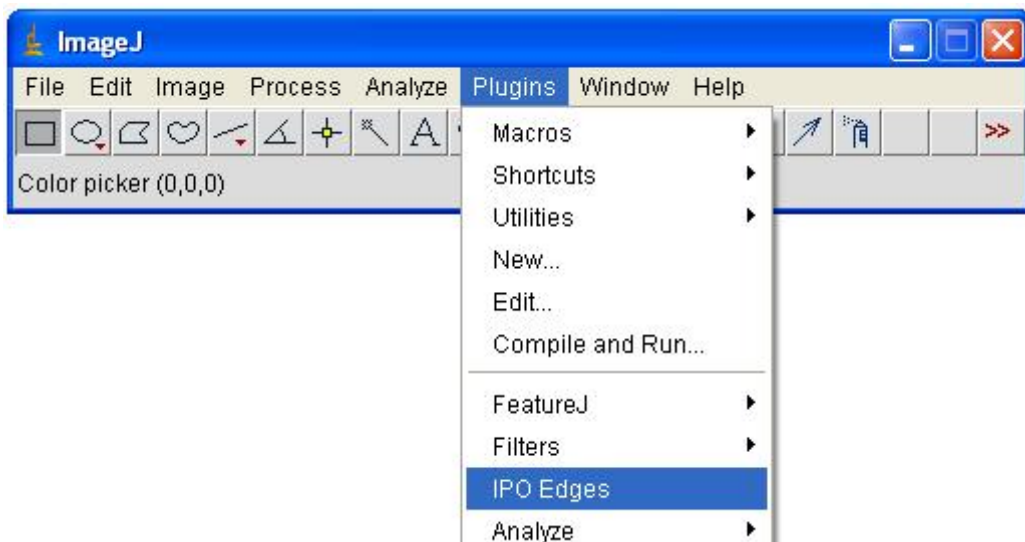 ImageJ
File Edit Image Process Analyze Plugins Window Help
A >>
Color picker (0,0,0)
Macros
Shortcuts
Utilities
New...
Edit...
Compile and Run...
FeatureJ
Filters
IPO Edges
Analyze